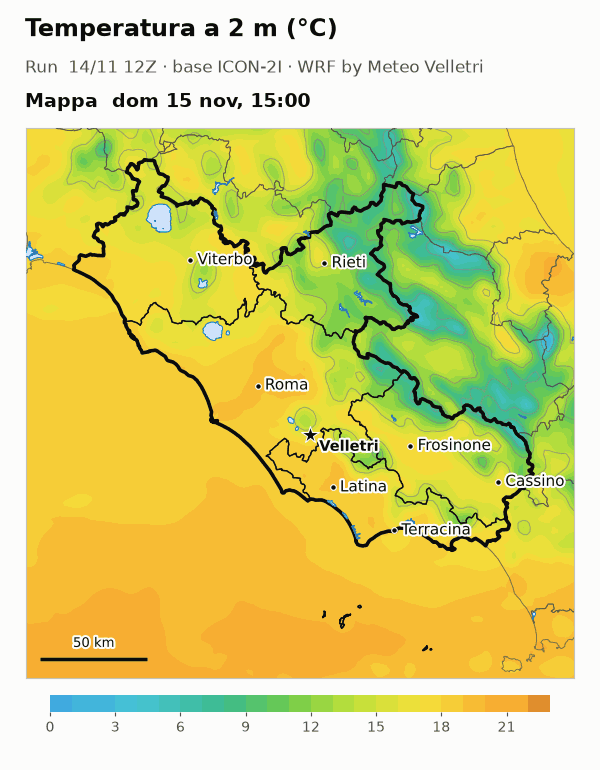 Temperatura a 2 m (°C)
Run  14/11 12Z · base ICON-2I · WRF by Meteo Velletri
Mappa  dom 15 nov, 15:00
Viterbo
Rieti
Roma
Velletri
Frosinone
Cassino
Latina
Terracina
50 km
0 3 6 9 12 15 18 21